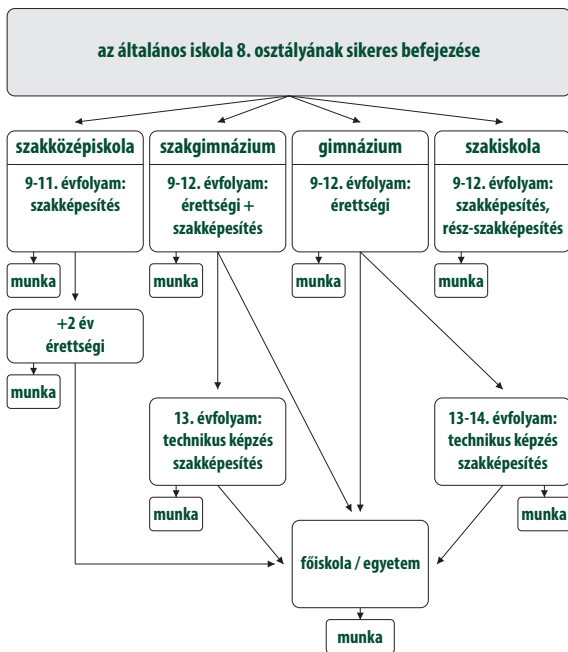 az általános iskola 8. osztályának sikeres befejezése
szakközépiskola
9-11. évfolyam:
szakképesítés
szakgimnázium
9-12. évfolyam:
érettségi +
szakképesítés
gimnázium
9-12. évfolyam:
érettségi
szakiskola
9-12. évfolyam:
szakképesítés,
rész-szakképesítés
munka
munka
munka
munka
+2 év
érettségi
munka
13. évfolyam:
technikus képzés
szakképesítés
13-14. évfolyam:
technikus képzés
szakképesítés
munka
munka
főiskola / egyetem
munka